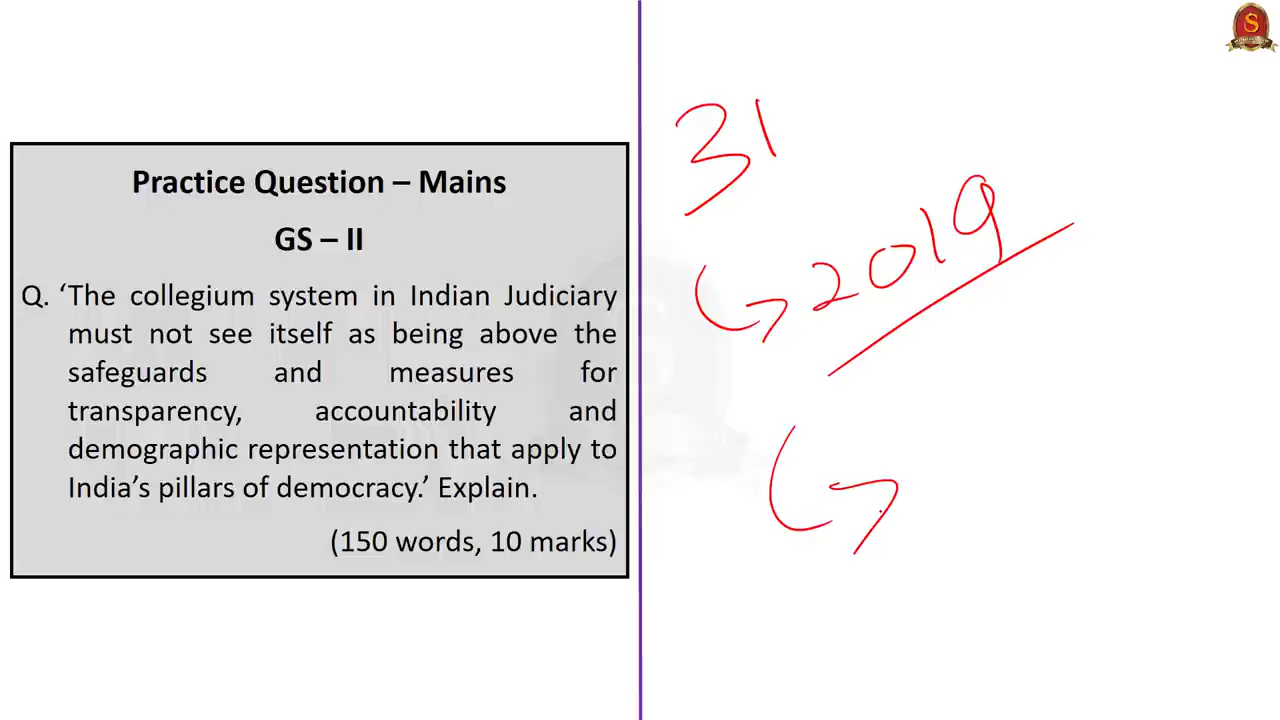 Practice Question – Mains
GS – II
Q. ‘The collegium system in Indian Judiciary
must not see itself as being above the
safeguards and measures for
transparency, accountability and
demographic representation that apply to
India’s pillars of democracy.’ Explain.
(150 words, 10 marks)
31
2019
S